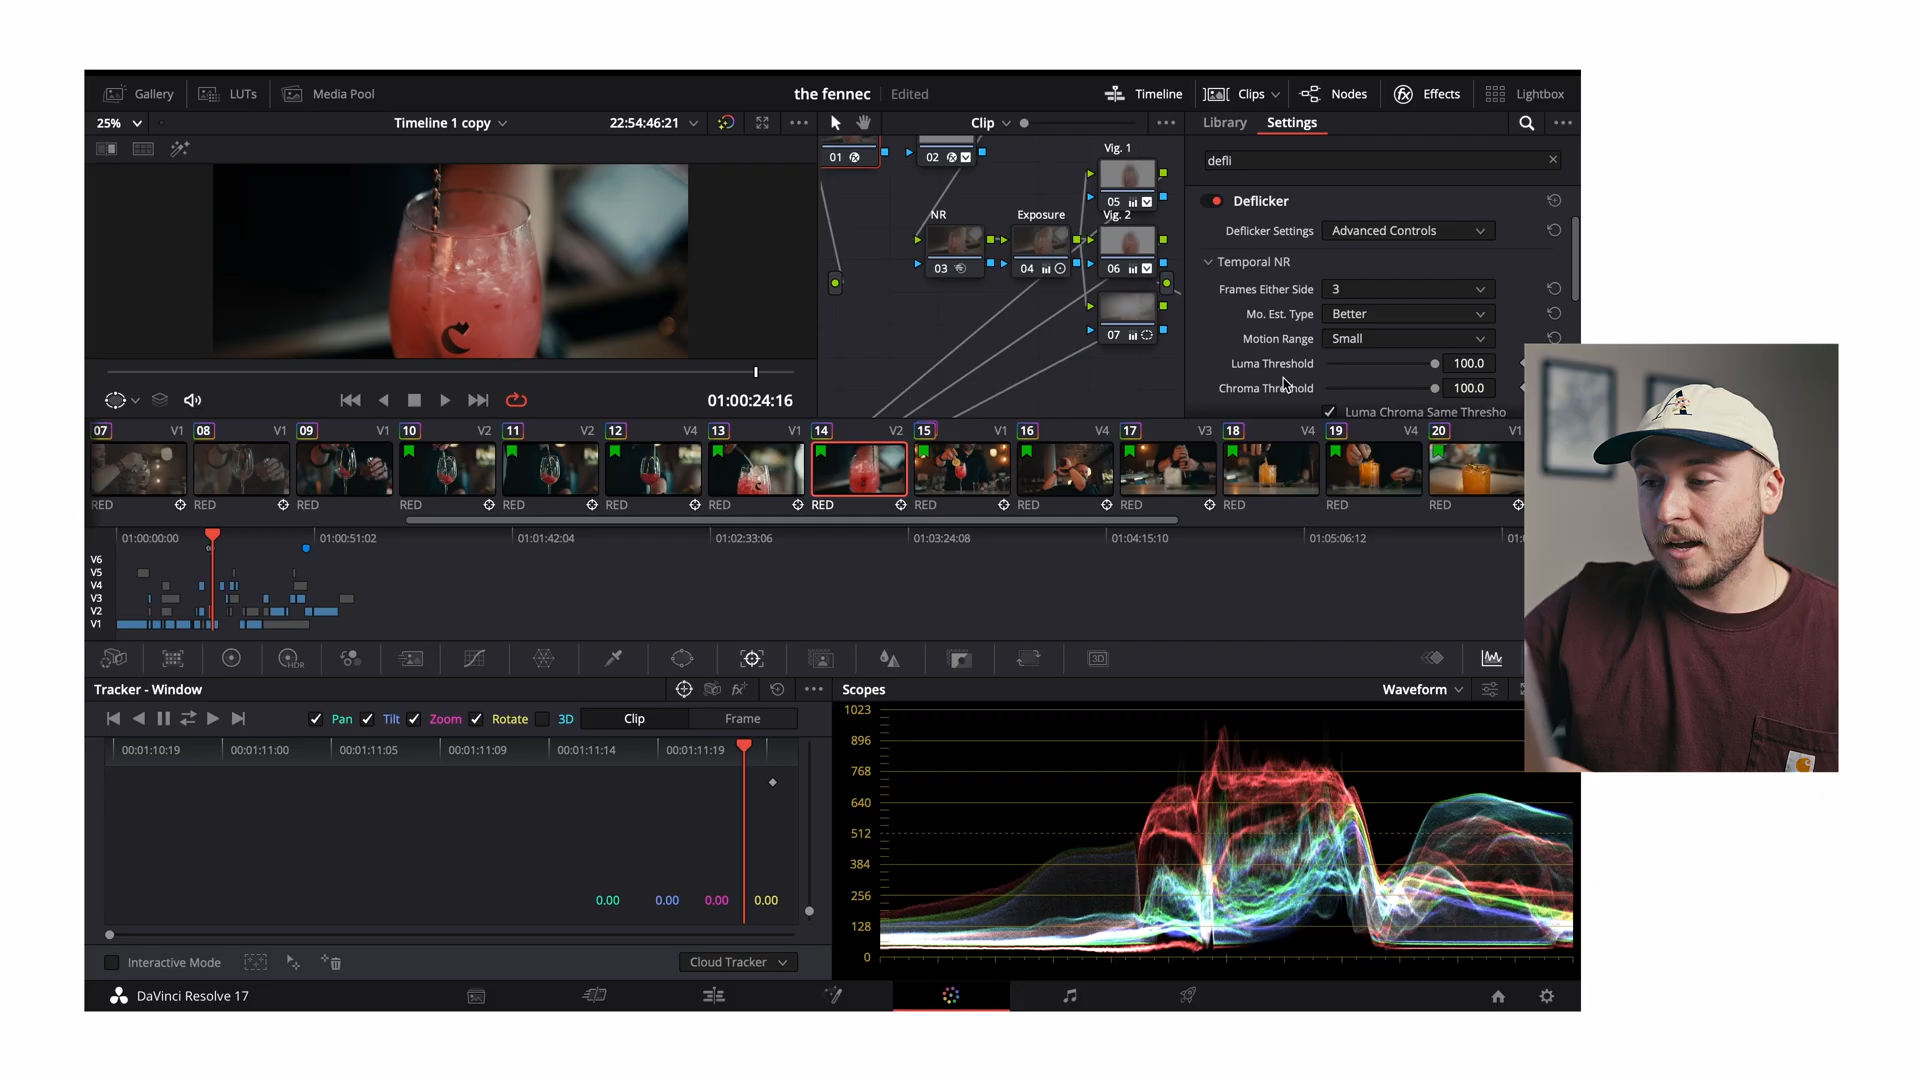 Gallery LUTs Media Pool the fennec Edited Timeline Clips Nodes Effects Lightbox
25% Timeline 1 copy 22:54:46:21 Clip Library Settings
defli
01 02 Vig. 1
05
Vig. 2
NR Exposure
03 04 06
07
Deflicker
Deflicker Settings Advanced Controls
Temporal NR
Frames Either Side 3
Mo. Est. Type Better
Motion Range Small
Luma Threshold 100.0
Chroma Threshold 100.0
Luma Chroma Same Thresho
01:00:24:16
07 V1 08 V1 09 V1 10 V2 11 V2 12 V4 13 V1 14 V2 15 V1 16 V4 17 V3 18 V4 19 V4 20 V1
RED RED RED RED RED RED RED RED RED RED RED RED RED RED
01:00:00:00 01:00:51:02 01:01:42:04 01:02:33:06 01:03:24:08 01:04:15:10 01:05:06:12
V6
V5
V4
V3
V2
V1
HDR 3D
Tracker - Window
Pan Tilt Zoom Rotate 3D Clip Frame
00:01:10:19 00:01:11:00 00:01:11:05 00:01:11:09 00:01:11:14 00:01:11:19
0.00 0.00 0.00 0.00
Interactive Mode Cloud Tracker
Scopes Waveform
1023
896
768
640
512
384
256
128
0
DaVinci Resolve 17